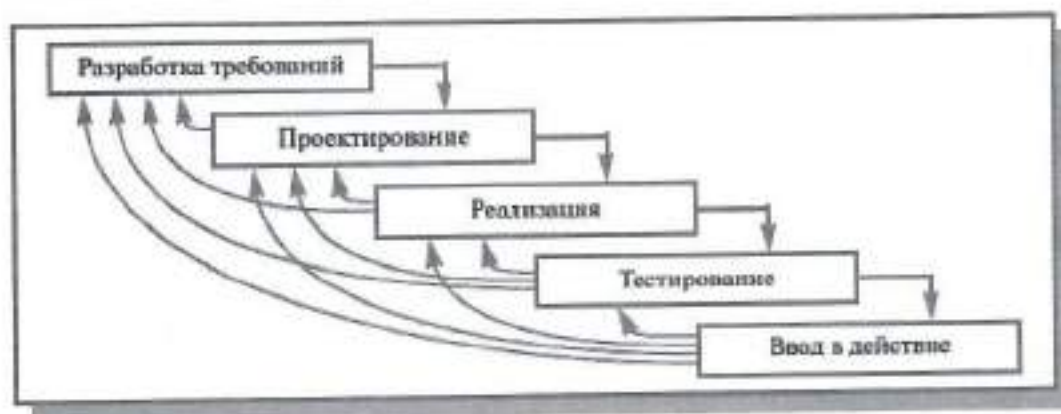 Разработка требований
Проектирование
Реализация
Тестирование
Ввод в действие